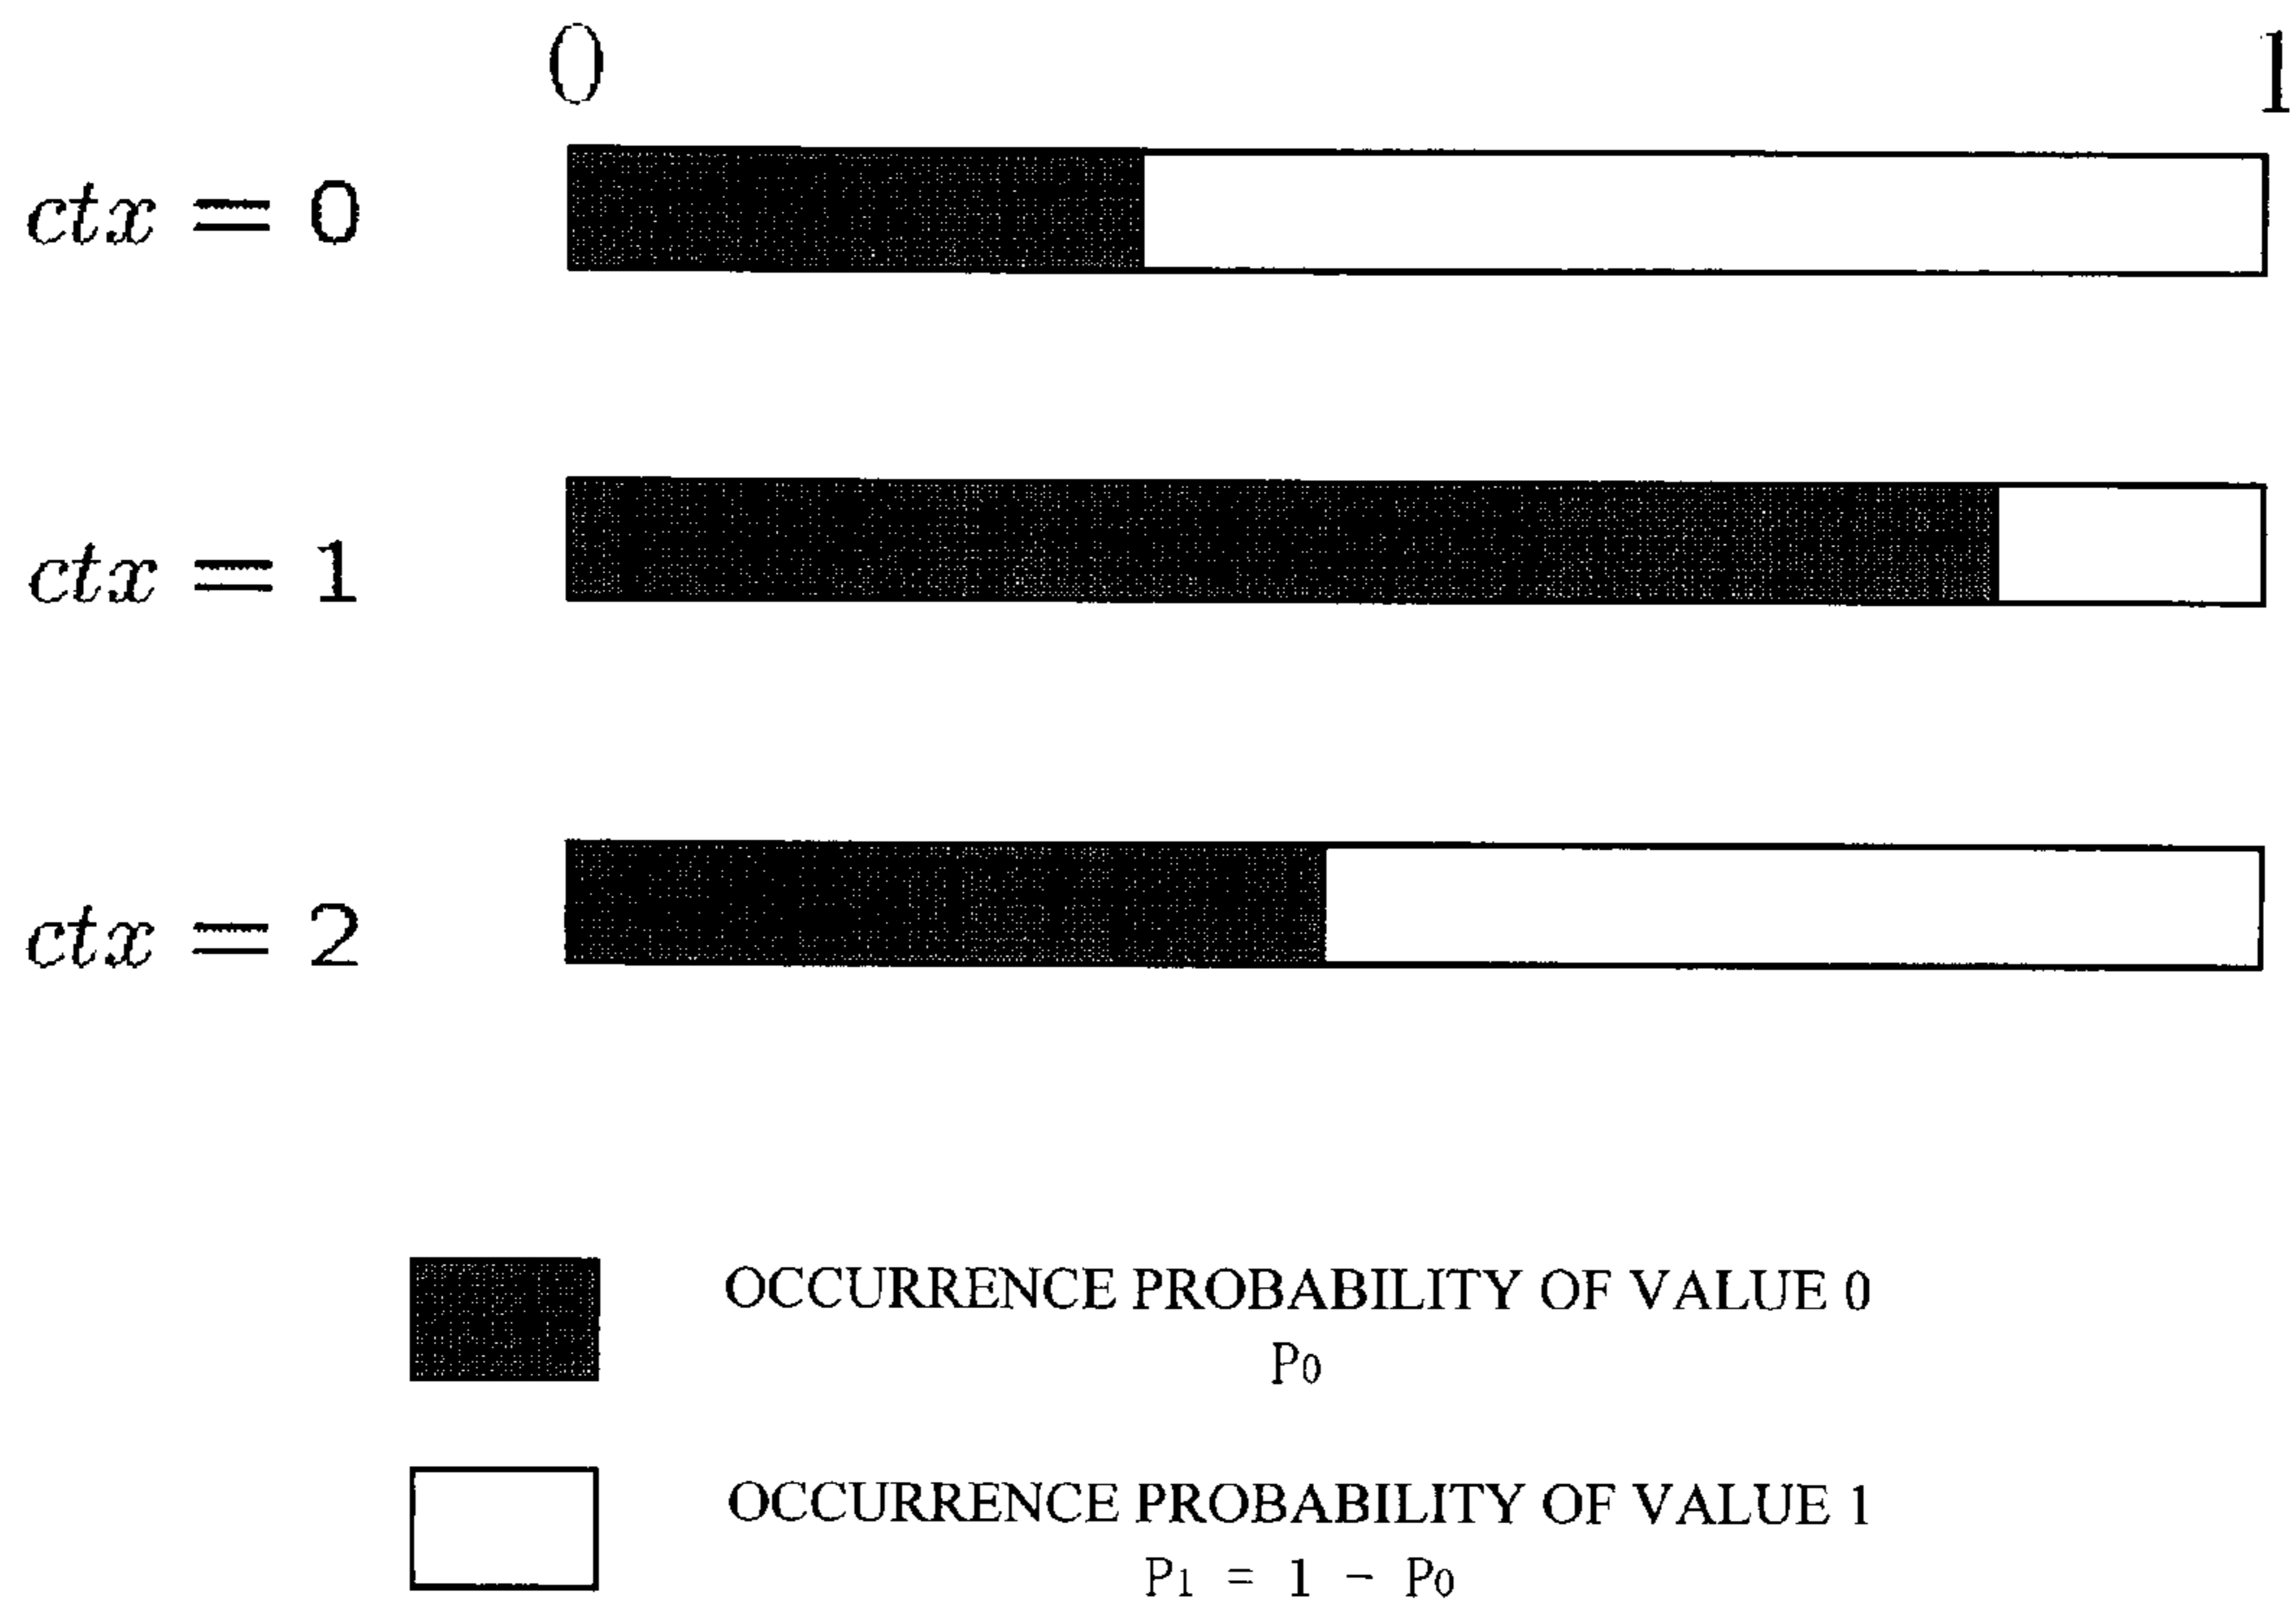 0 1
ctx = 0
ctx = 1
ctx = 2
OCCURRENCE PROBABILITY OF VALUE 0
P0
OCCURRENCE PROBABILITY OF VALUE 1
P1 = 1 - P0